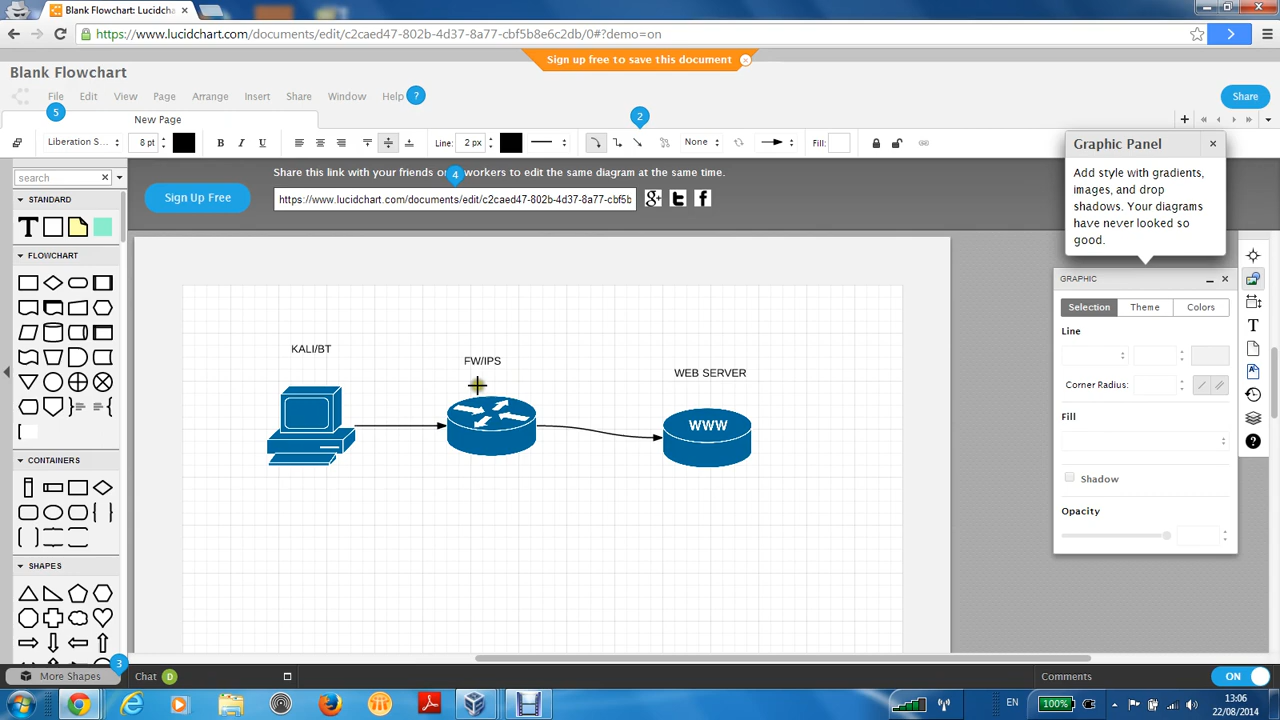 Blank Flowchart: Lucidchar
https://www.lucidchart.com/documents/edit/c2caed47-802b-4d37-8a77-cbf5b8e6c2db/0#?demo=on
Sign up free to save this document
Blank Flowchart
File Edit View Page Arrange Insert Share Window Help ?
Share
5
New Page
2
Liberation S... 8 pt B I U Line: 2 px None Fill:
Graphic Panel
Add style with gradients,
images, and drop
shadows. Your diagrams
have never looked so
good.
search
Share this link with your friends or
workers to edit the same diagram at the same time.
4
Sign Up Free
https://www.lucidchart.com/documents/edit/c2caed47-802b-4d37-8a77-cbf5b
STANDARD
T
FLOWCHART
GRAPHIC
Selection Theme Colors
Line
Corner Radius:
Fill
Shadow
Opacity
T
?
KALI/BT
FW/IPS
WEB SERVER
WWW
CONTAINERS
SHAPES
3
More Shapes
Chat D
Comments ON
EN
100%
13:06
22/08/2014